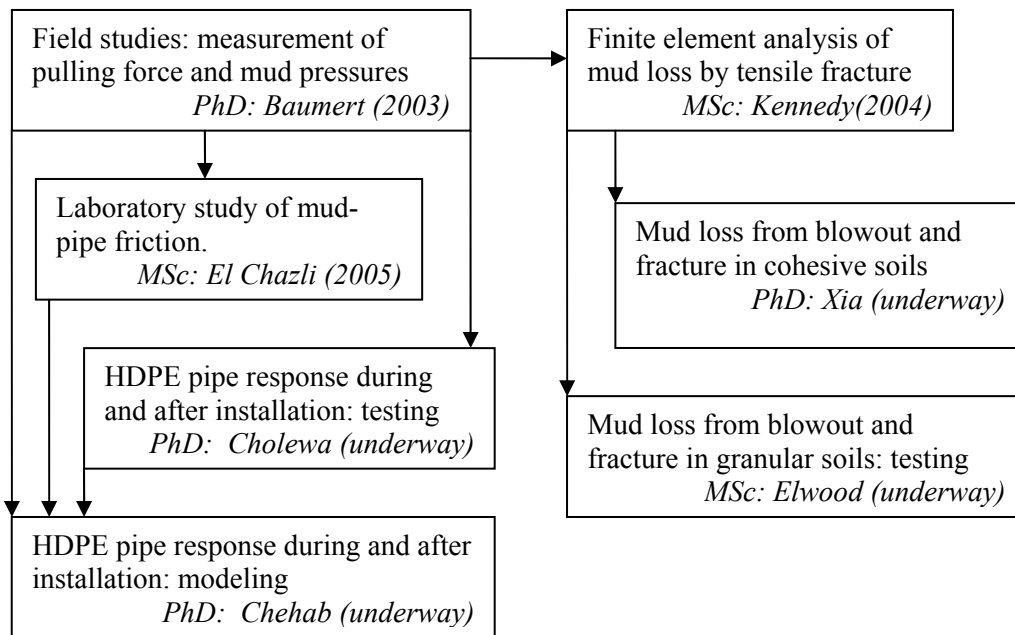 Field studies: measurement of
pulling force and mud pressures
PhD: Baumert (2003)
Finite element analysis of
mud loss by tensile fracture
MSc: Kennedy(2004)
Laboratory study of mud-
pipe friction.
MSc: El Chazli (2005)
Mud loss from blowout and
fracture in cohesive soils
PhD: Xia (underway)
HDPE pipe response during
and after installation: testing
PhD: Cholewa (underway)
Mud loss from blowout and
fracture in granular soils: testing
MSc: Elwood (underway)
HDPE pipe response during and after
installation: modeling
PhD: Chehab (underway)